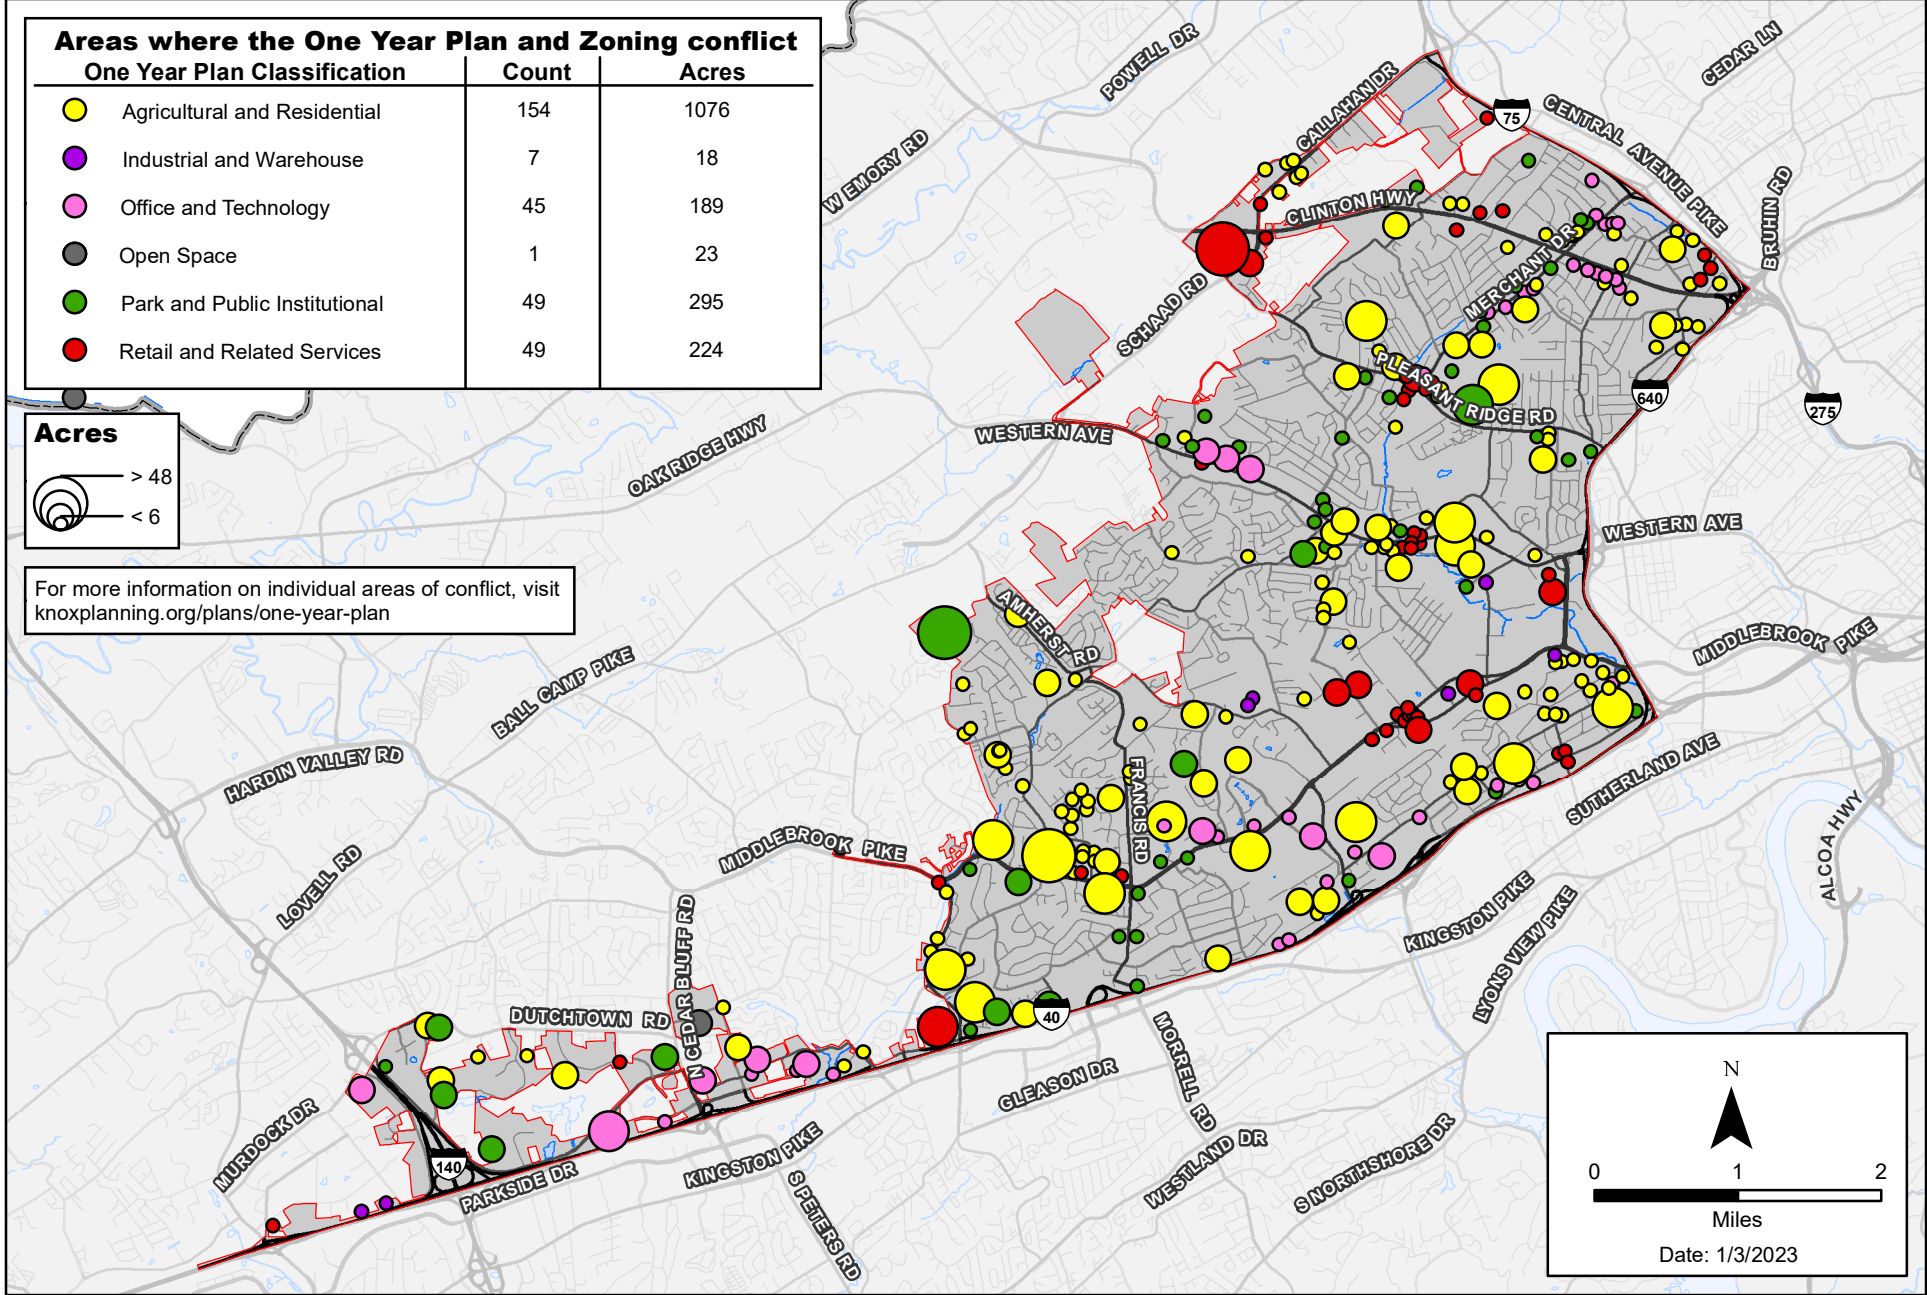 Areas where the One Year Plan and Zoning conflict
One Year Plan Classification Count Acres
Agricultural and Residential 154 1076
Industrial and Warehouse 7 18
Office and Technology 45 189
Open Space 1 23
Park and Public Institutional 49 295
Retail and Related Services 49 224
Acres
> 48
< 6
For more information on individual areas of conflict, visit
knoxplanning.org/plans/one-year-plan
POWELL DR
CEDAR LN
CALLAHAN DR
75
CENTRAL AVENUE PIKE
W EMORY RD
BRUHIN RD
CLINTON HWY
MERCHANT DR
SCHAAD RD
PLEASANT RIDGE RD
640
275
WESTERN AVE
OAK RIDGE HWY
WESTERN AVE
AMHERST RD
MIDDLEBROOK PIKE
BALL CAMP PIKE
HARDIN VALLEY RD
FRANCIS RD
SUTHERLAND AVE
MIDDLEBROOK PIKE
ALCOA HWY
LOVELL RD
KINGSTON PIKE
LYONS VIEW PIKE
N CEDAR BLUFF RD
DUTCHTOWN RD
40
MORRELL RD
GLEASON DR
MURDOCK DR
140
PARKSIDE DR
KINGSTON PIKE
S PETERS RD
WESTLAND DR
S NORTHSHORE DR
N
0 1 2
Miles
Date: 1/3/2023